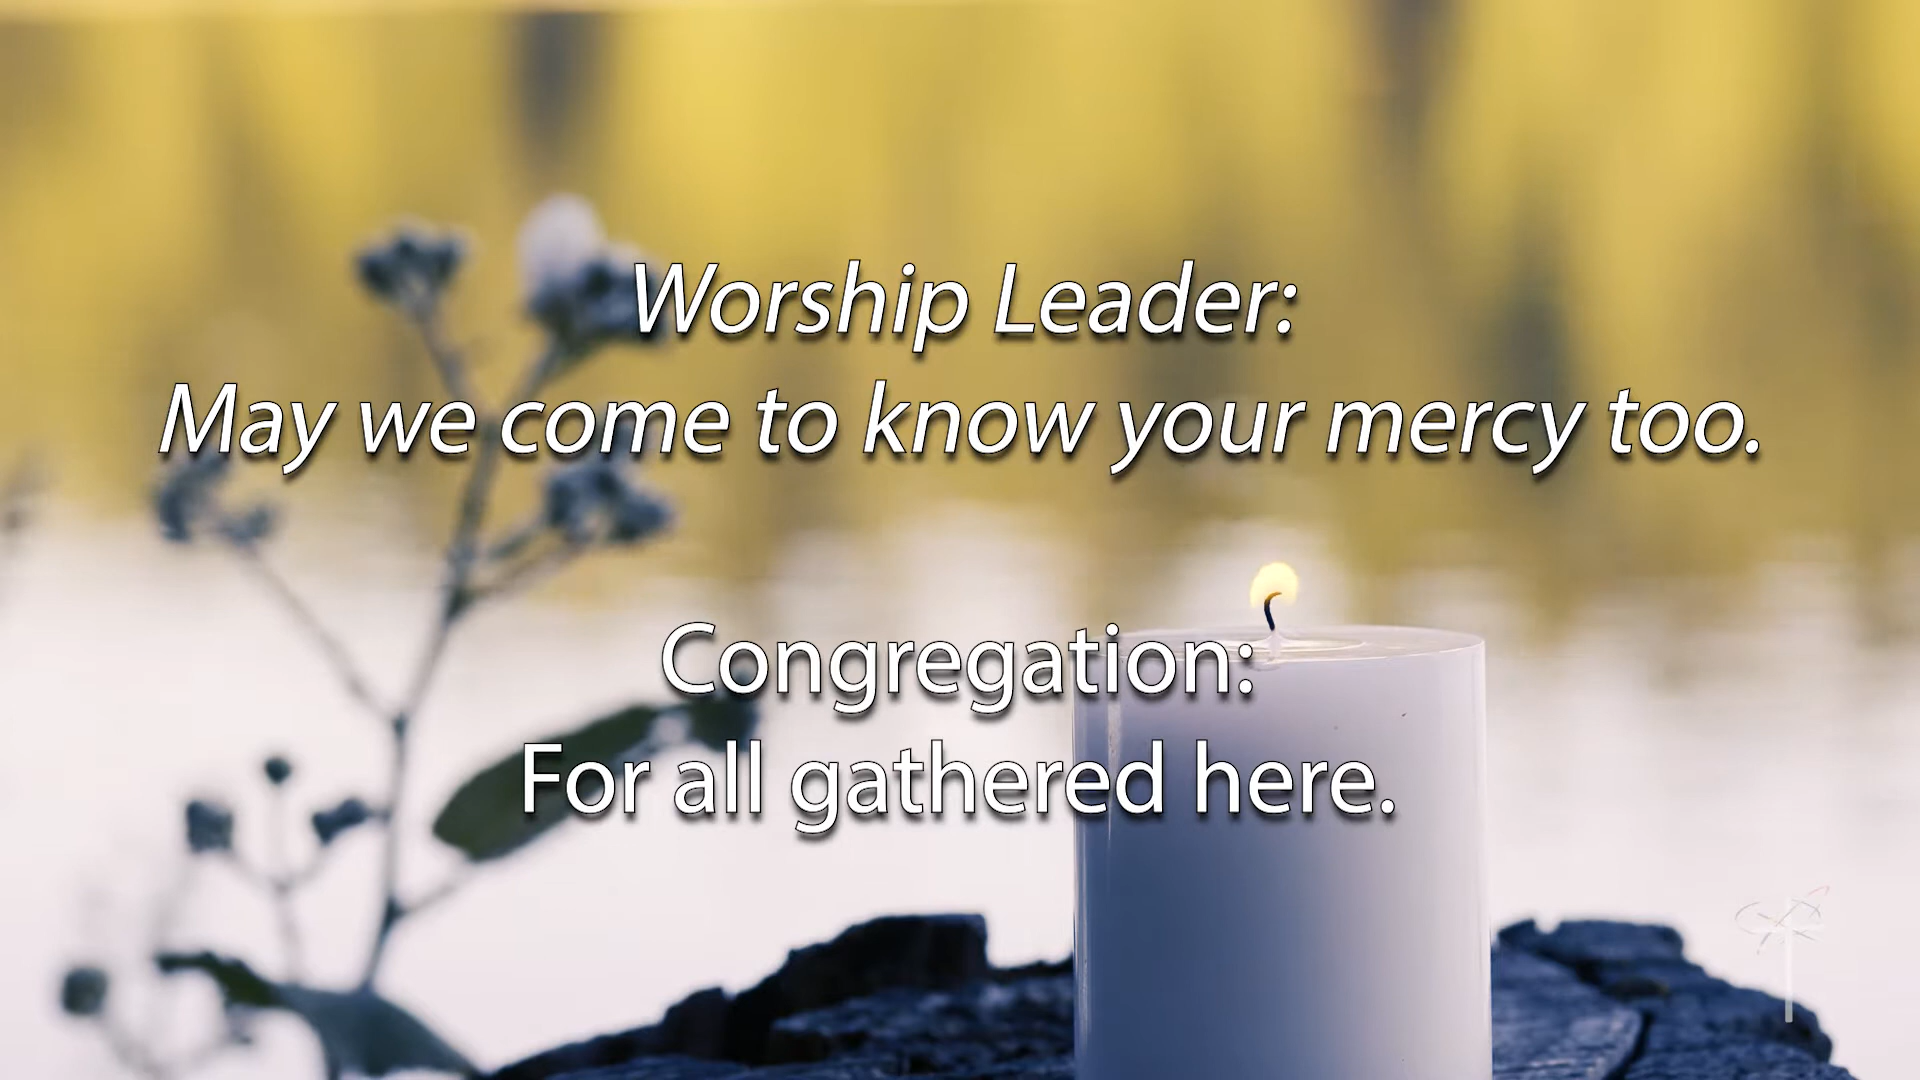 Worship Leader:
May we come to know your mercy too.
Congregation:
For all gathered here.